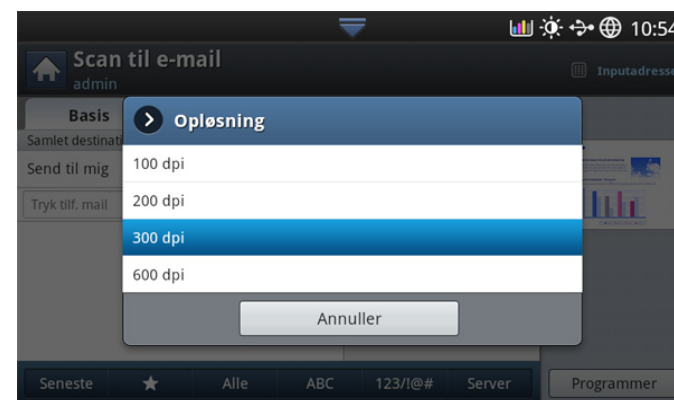 10:54
Scan til e-mail
admin
Inputadresse
Basis
Opløsning
Samlet destinati
Send til mig
100 dpi
Tryk tilf. mail
200 dpi
300 dpi
600 dpi
Annuller
Seneste
Alle
ABC
123/!@#
Server
Programmer